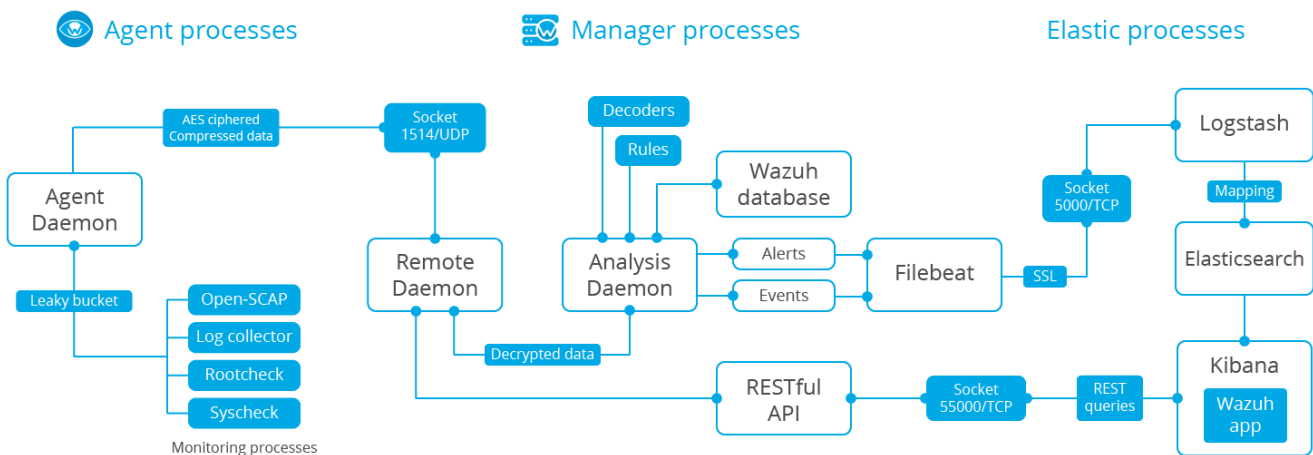 Agent processes
Manager processes
Elastic processes
AES ciphered
Compressed data
Socket
1514/UDP
Agent
Daemon
Leaky bucket
Open-SCAP
Log collector
Rootcheck
Syscheck
Monitoring processes
Remote
Daemon
Decrypted data
Decoders
Rules
Wazuh
database
Analysis
Daemon
Alerts
Events
Filebeat
SSL
Socket
5000/TCP
Logstash
Mapping
Elasticsearch
Kibana
Wazuh
app
REST
queries
Socket
55000/TCP
RESTful
API